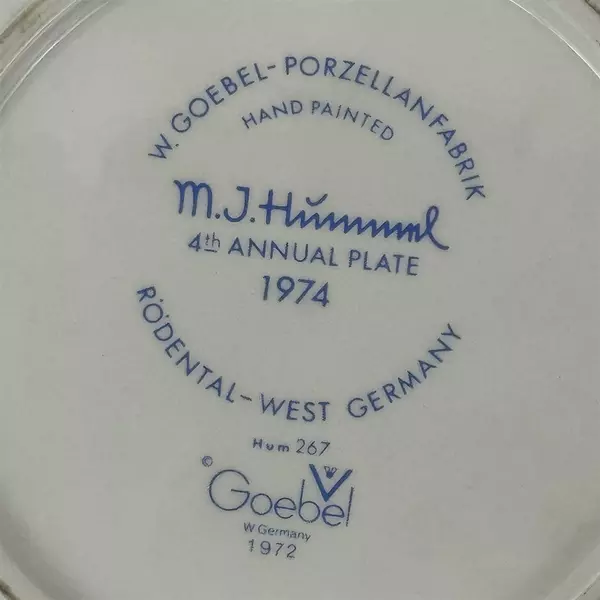 W. GOEBEL-PORZELLANFABRIK
HAND PAINTED
M.J. Hummel
4th ANNUAL PLATE
1974
RÖDENTAL-WEST GERMANY
Hum 267
© Goebel
W Germany
1972